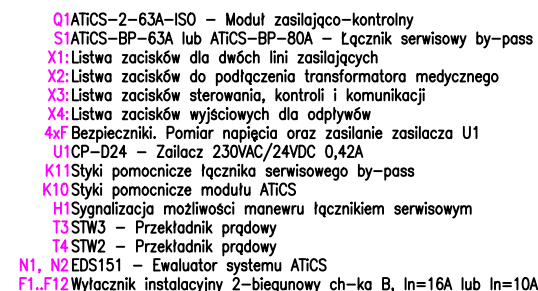 Q1 ATiCS-2-63A-ISO - Moduł zasilająco-kontrolny
S1 ATiCS-BP-63A lub ATiCS-BP-80A - Łącznik serwisowy by-pass
X1: Listwa zacisków dla dwóch lini zasilających
X2: Listwa zacisków do podłączenia transformatora medycznego
X3: Listwa zacisków sterowania, kontroli i komunikacji
X4: Listwa zacisków wyjściowych dla odpływów
4xF Bezpieczniki. Pomiar napięcia oraz zasilanie zasilacza U1
U1 CP-D24 - Zailacz 230VAC/24VDC 0,42A
K11 Styki pomocnicze łącznika serwisowego by-pass
K10 Styki pomocnicze modułu ATiCS
H1 Sygnalizacja możliwości manewru łącznikiem serwisowym
T3 STW3 - Przekładnik prądowy
T4 STW2 - Przekładnik prądowy
N1, N2 EDS151 - Ewaluator systemu ATiCS
F1..F12 Wyłącznik instalacyjny 2-biegunowy ch-ka B, In=16A lub In=10A